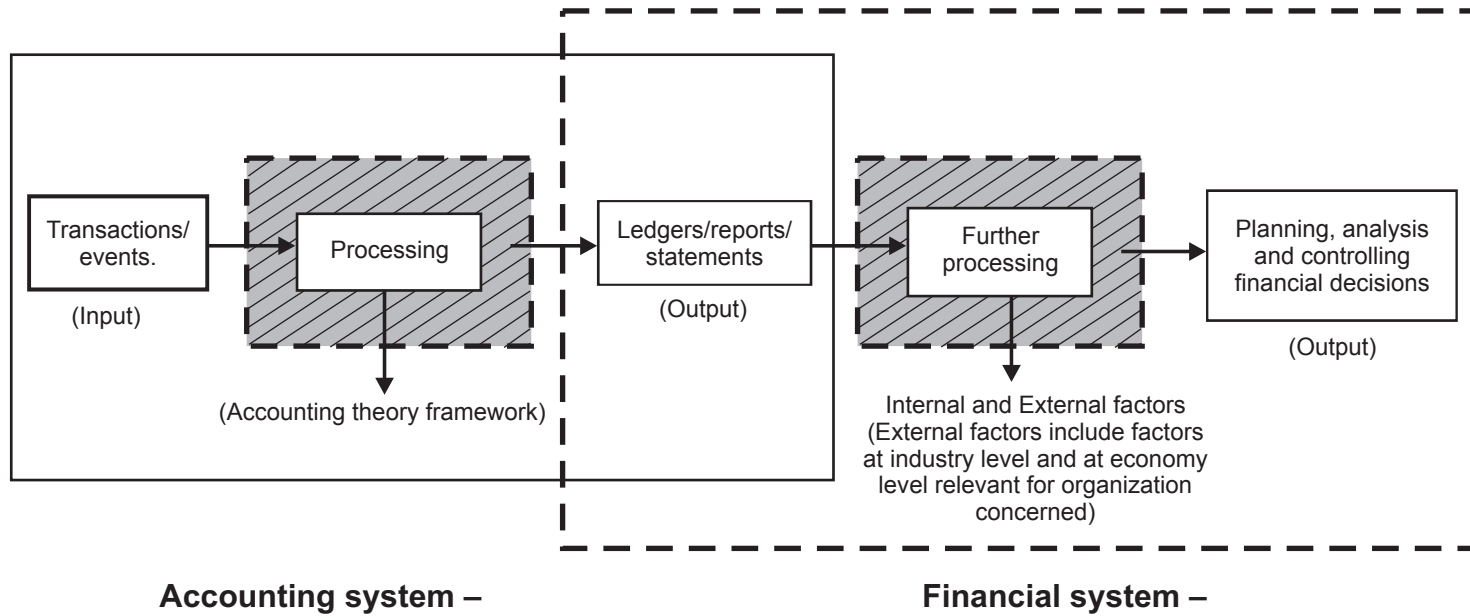 Transactions/
events.
(Input)
Processing
(Accounting theory framework)
Ledgers/reports/
statements
(Output)
Further
processing
Internal and External factors
(External factors include factors
at industry level and at economy
level relevant for organization
concerned)
Planning, analysis
and controlling
financial decisions
(Output)
Accounting system –
Financial system –